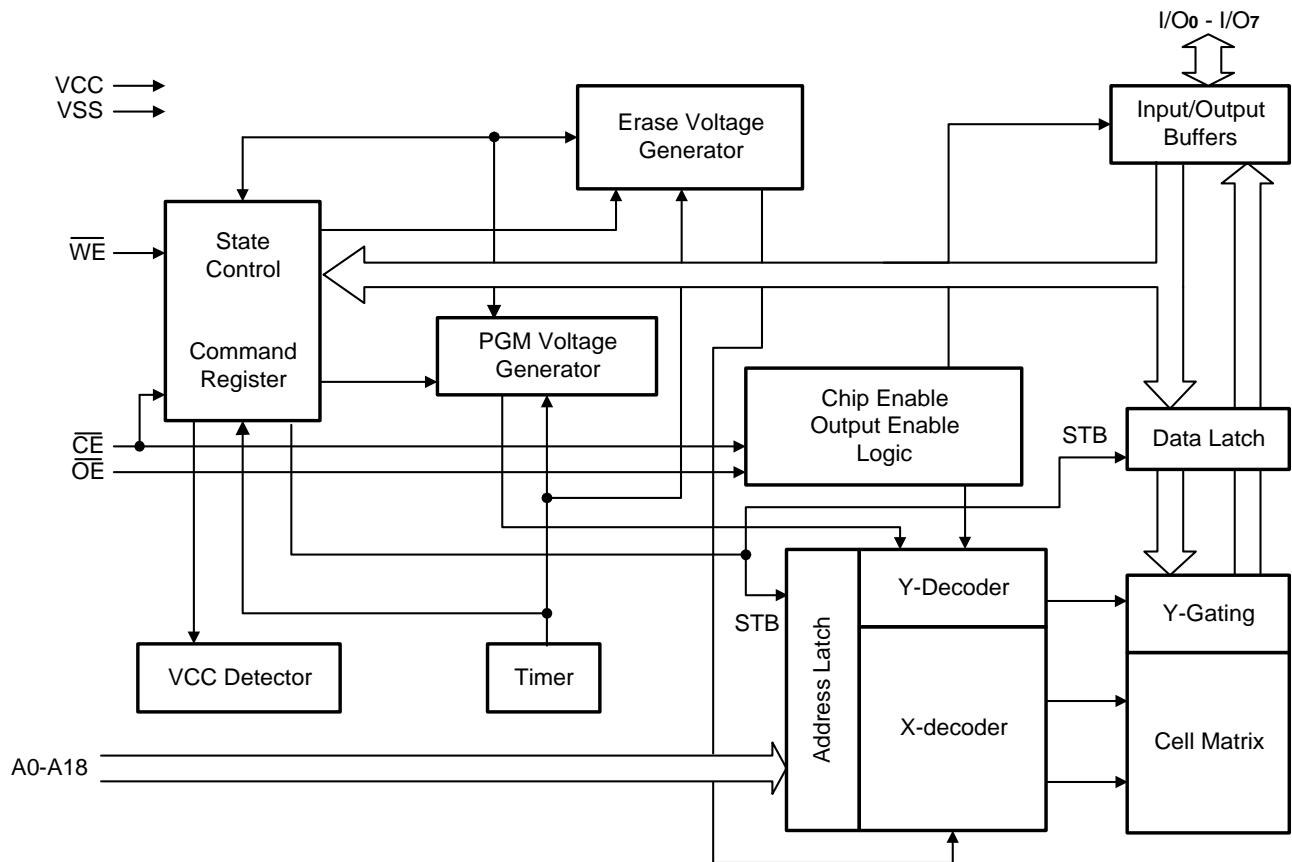 I/O0 - I/O7
VCC
VSS
Erase Voltage
Generator
Input/Output
Buffers
WE
State
Control
Command
Register
PGM Voltage
Generator
Chip Enable
Output Enable
Logic
CE
OE
STB
Data Latch
STB
Address Latch
Y-Decoder
Y-Gating
VCC Detector
Timer
X-decoder
Cell Matrix
A0-A18